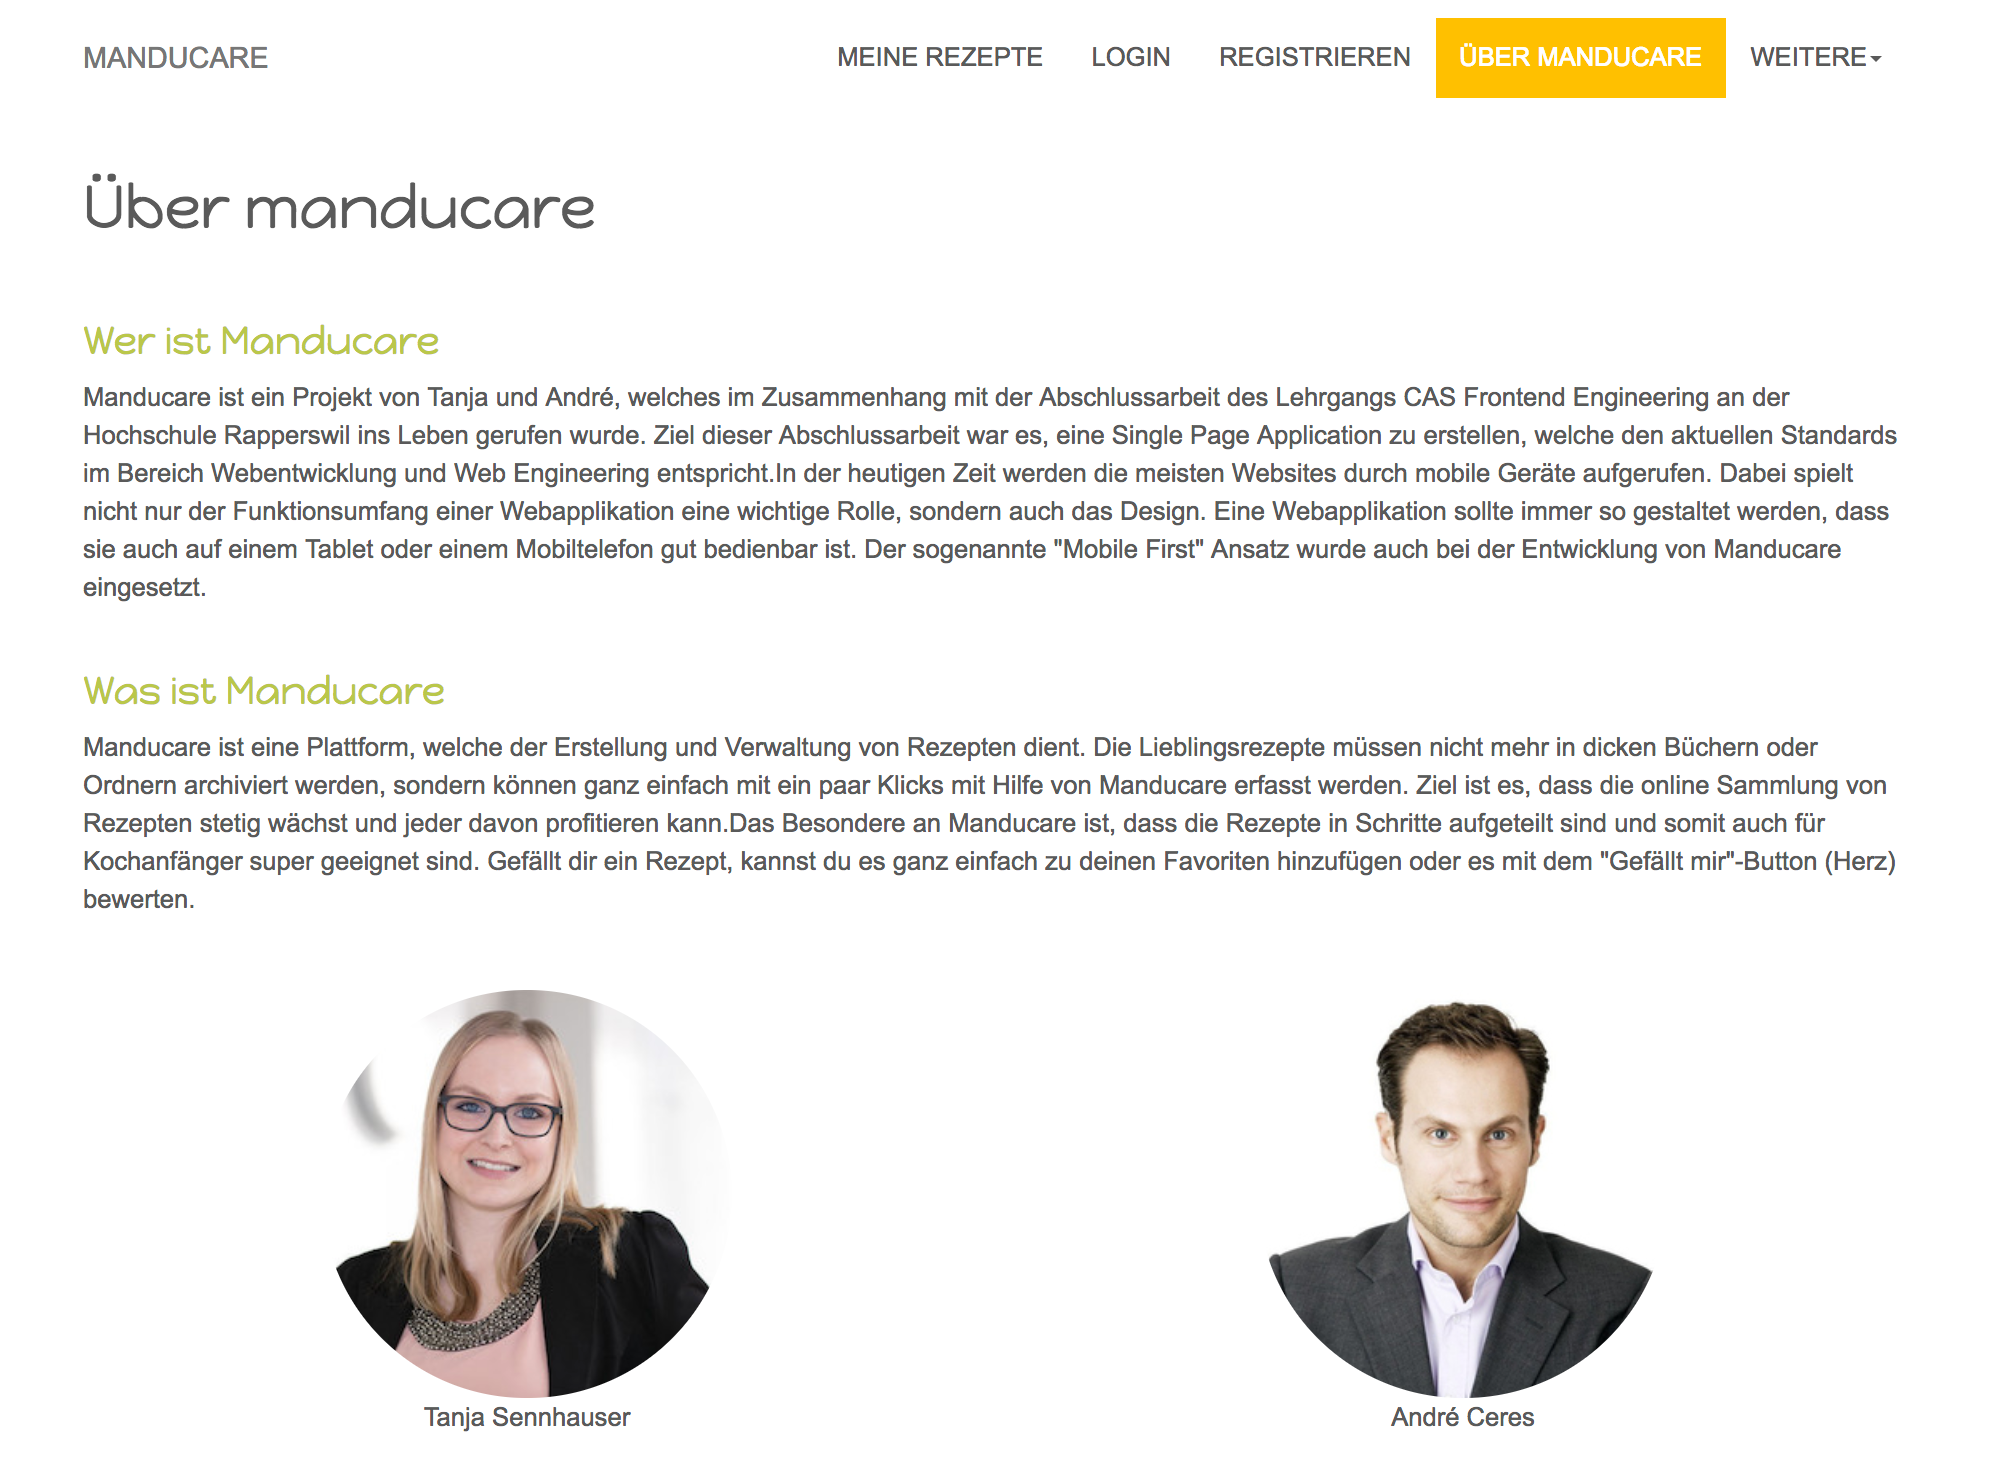 MANDUCARE
MEINE REZEPTE LOGIN REGISTRIEREN ÜBER MANDUCARE WEITERE
Über manducare
Wer ist Manducare
Manducare ist ein Projekt von Tanja und André, welches im Zusammenhang mit der Abschlussarbeit des Lehrgangs CAS Frontend Engineering an der
Hochschule Rapperswil ins Leben gerufen wurde. Ziel dieser Abschlussarbeit war es, eine Single Page Application zu erstellen, welche den aktuellen Standards
im Bereich Webentwicklung und Web Engineering entspricht.In der heutigen Zeit werden die meisten Websites durch mobile Geräte aufgerufen. Dabei spielt
nicht nur der Funktionsumfang einer Webapplikation eine wichtige Rolle, sondern auch das Design. Eine Webapplikation sollte immer so gestaltet werden, dass
sie auch auf einem Tablet oder einem Mobiltelefon gut bedienbar ist. Der sogenannte "Mobile First" Ansatz wurde auch bei der Entwicklung von Manducare
eingesetzt.
Was ist Manducare
Manducare ist eine Plattform, welche der Erstellung und Verwaltung von Rezepten dient. Die Lieblingsrezepte müssen nicht mehr in dicken Büchern oder
Ordnern archiviert werden, sondern können ganz einfach mit ein paar Klicks mit Hilfe von Manducare erfasst werden. Ziel ist es, dass die online Sammlung von
Rezepten stetig wächst und jeder davon profitieren kann.Das Besondere an Manducare ist, dass die Rezepte in Schritte aufgeteilt sind und somit auch für
Kochanfänger super geeignet sind. Gefällt dir ein Rezept, kannst du es ganz einfach zu deinen Favoriten hinzufügen oder es mit dem "Gefällt mir"-Button (Herz)
bewerten.
Tanja Sennhauser
André Ceres